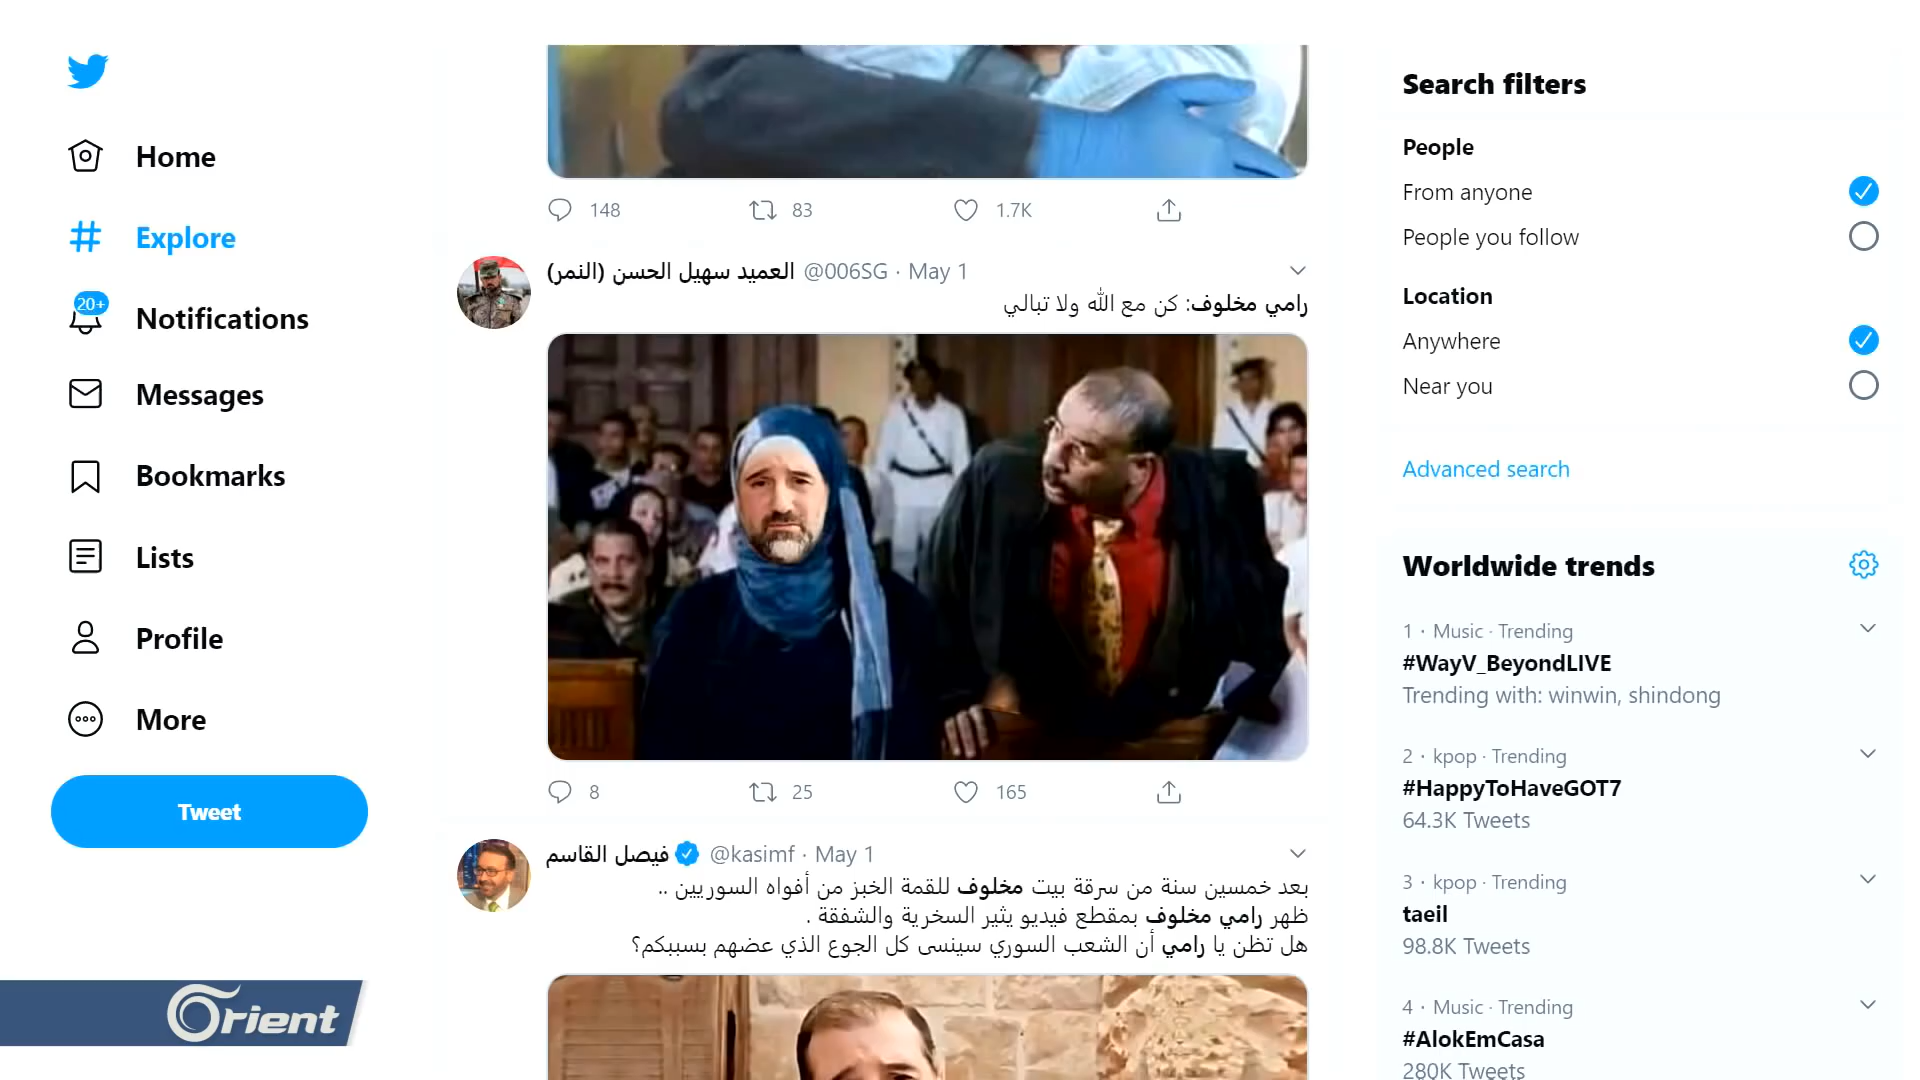 Home
Explore
20+
Notifications
Messages
Bookmarks
Lists
Profile
More
Tweet
Orient
148
83
1.7K
العميد سهيل الحسن (النمر) @006SG · May 1
رامي مخلوف: كن مع الله ولا تبالي
8
25
165
فيصل القاسم @kasimf · May 1
بعد خمسين سنة من سرقة بيت مخلوف للقمة الخبز من أفواه السوريين ..
ظهر رامي مخلوف بمقطع فيديو يثير السخرية والشفقة .
هل تظن يا رامي أن الشعب السوري سينسى كل الجوع الذي عضهم بسببكم؟
Search filters
People
From anyone
People you follow
Location
Anywhere
Near you
Advanced search
Worldwide trends
1 · Music · Trending
#WayV_BeyondLIVE
Trending with: winwin, shindong
2 · kpop · Trending
#HappyToHaveGOT7
64.3K Tweets
3 · kpop · Trending
taeil
98.8K Tweets
4 · Music · Trending
#AlokEmCasa
280K Tweets